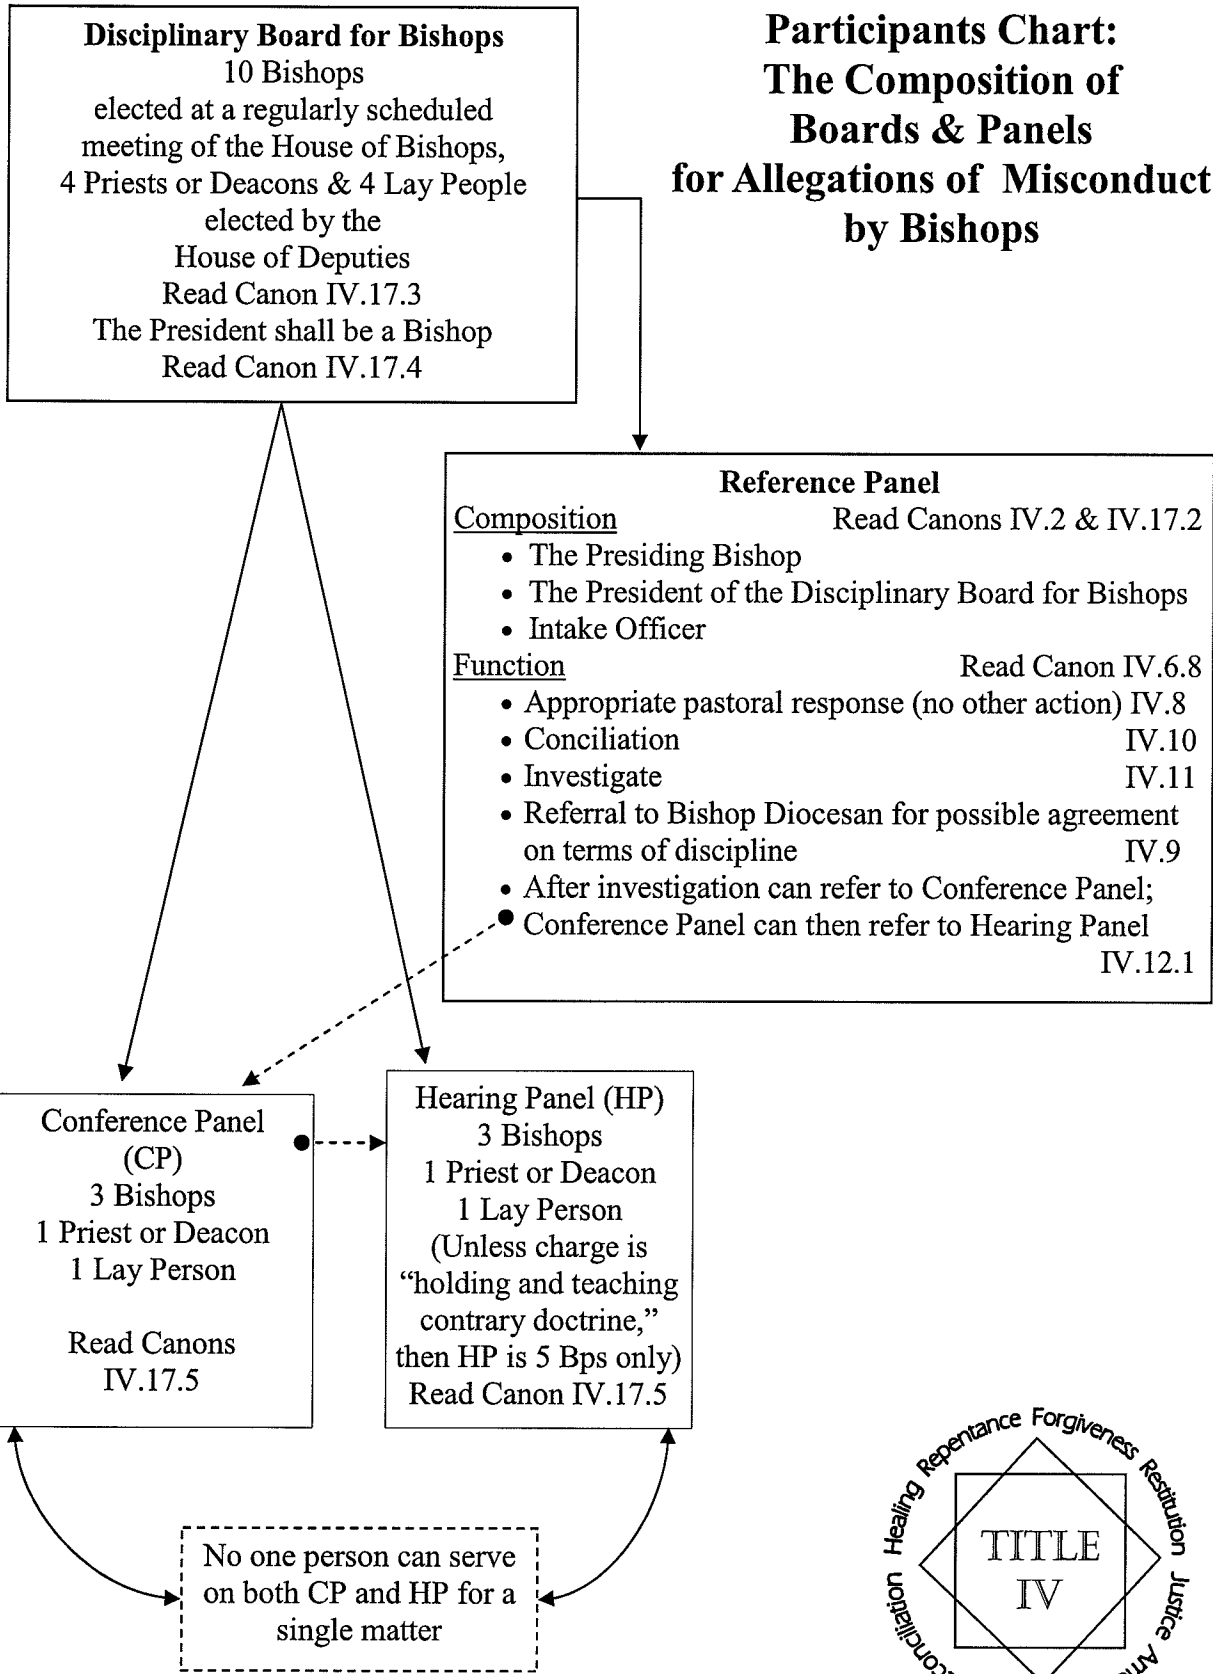 Participants Chart:
The Composition of
Boards & Panels
for Allegations of Misconduct
by Bishops
Disciplinary Board for Bishops
10 Bishops
elected at a regularly scheduled
meeting of the House of Bishops,
4 Priests or Deacons & 4 Lay People
elected by the
House of Deputies
Read Canon IV.17.3
The President shall be a Bishop
Read Canon IV.17.4
Reference Panel
Composition Read Canons IV.2 & IV.17.2
• The Presiding Bishop
• The President of the Disciplinary Board for Bishops
• Intake Officer
Function Read Canon IV.6.8
• Appropriate pastoral response (no other action) IV.8
• Conciliation IV.10
• Investigate IV.11
• Referral to Bishop Diocesan for possible agreement
on terms of discipline IV.9
• After investigation can refer to Conference Panel;
Conference Panel can then refer to Hearing Panel
IV.12.1
Conference Panel
(CP)
3 Bishops
1 Priest or Deacon
1 Lay Person
Read Canons
IV.17.5
Hearing Panel (HP)
3 Bishops
1 Priest or Deacon
1 Lay Person
(Unless charge is
“holding and teaching
contrary doctrine,”
then HP is 5 Bps only)
Read Canon IV.17.5
No one person can serve
on both CP and HP for a
single matter
Healing Repentance Forgiveness Restitution Justice
TITLE
IV